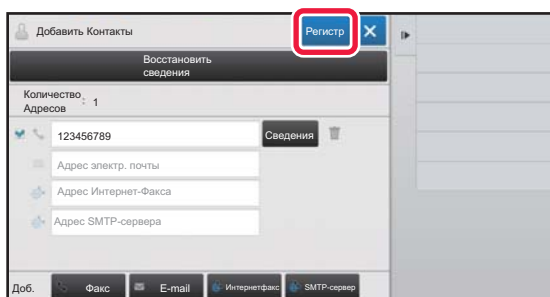 Добавить Контакты
Регистр
Восстановить
сведения
Количество
Адресов : 1
123456789
Сведения
Адрес электр. почты
Адрес Интернет-Факса
Адрес SMTP-сервера
Доб.
Факс
E-mail
Интернетфакс
SMTP-сервер